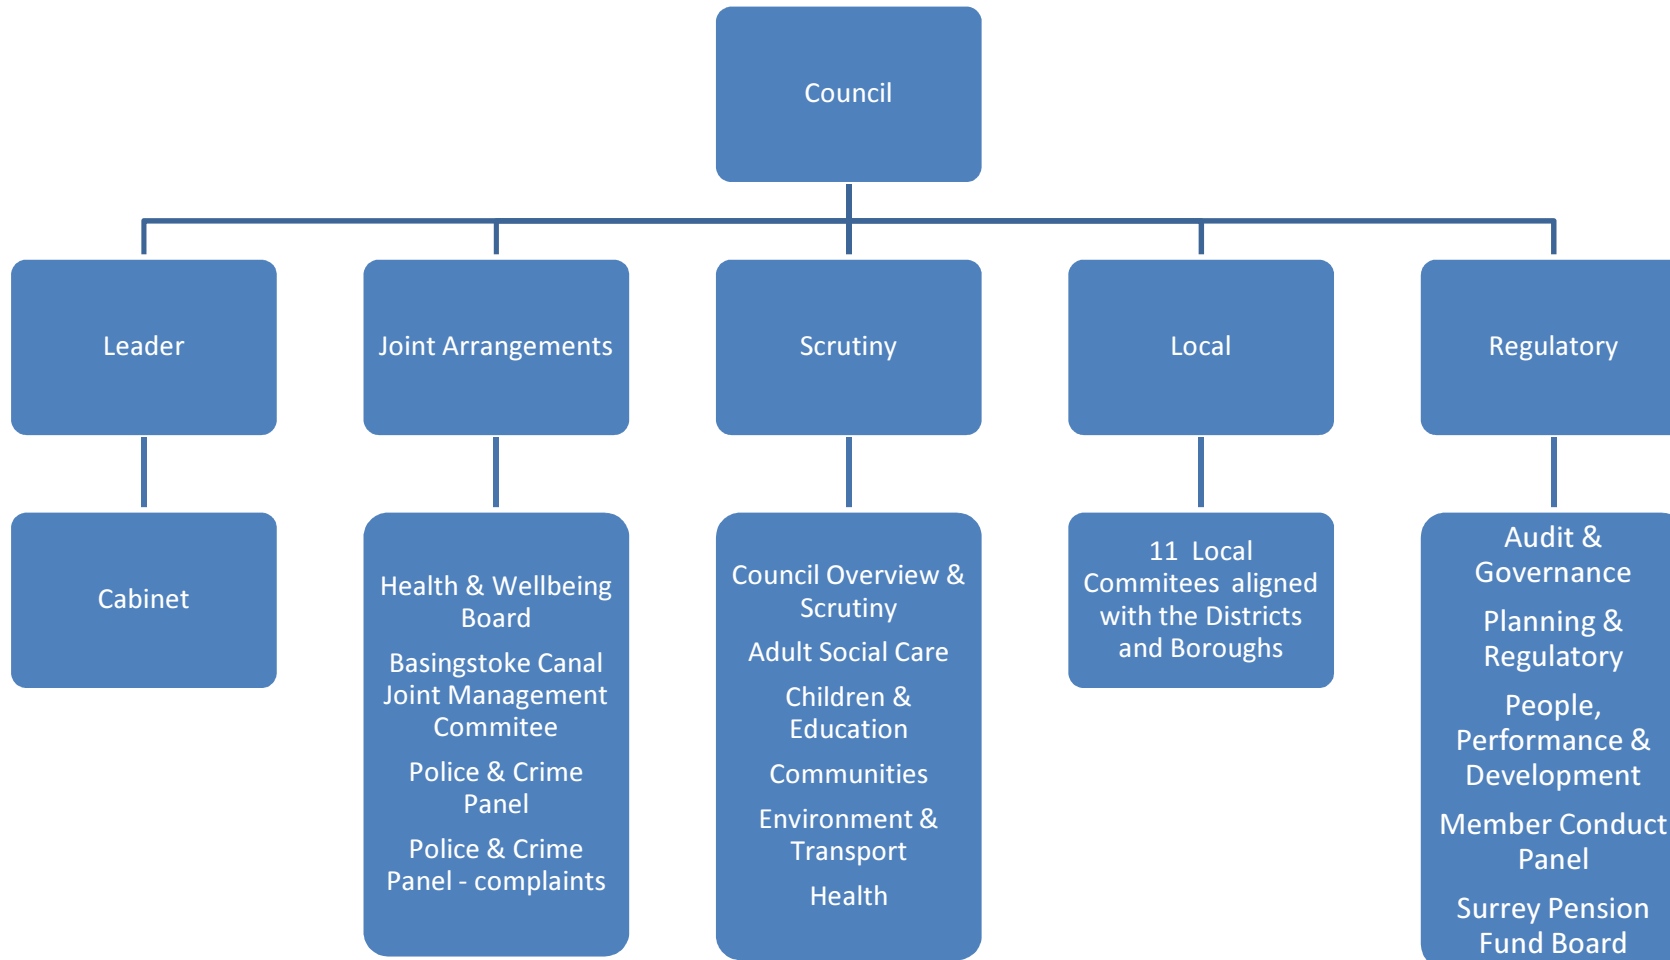 Council
Leader
Joint Arrangements
Scrutiny
Local
Regulatory
Cabinet
Health & Wellbeing
Board
Basingstoke Canal
Joint Management
Commitee
Police & Crime
Panel
Police & Crime
Panel - complaints
Council Overview &
Scrutiny
Adult Social Care
Children &
Education
Communities
Environment &
Transport
Health
11 Local
Commitees aligned
with the Districts
and Boroughs
Audit &
Governance
Planning &
Regulatory
People,
Performance &
Development
Member Conduct
Panel
Surrey Pension
Fund Board